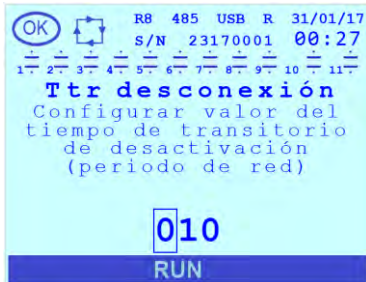 OK R8 485 USB R 31/01/17
S/N 23170001 00:27
1 2 3 4 5 6 7 8 9 10 11
Ttr desconexión
Configurar valor del
tiempo de transitorio
de desactivación
(periodo de red)
010
RUN